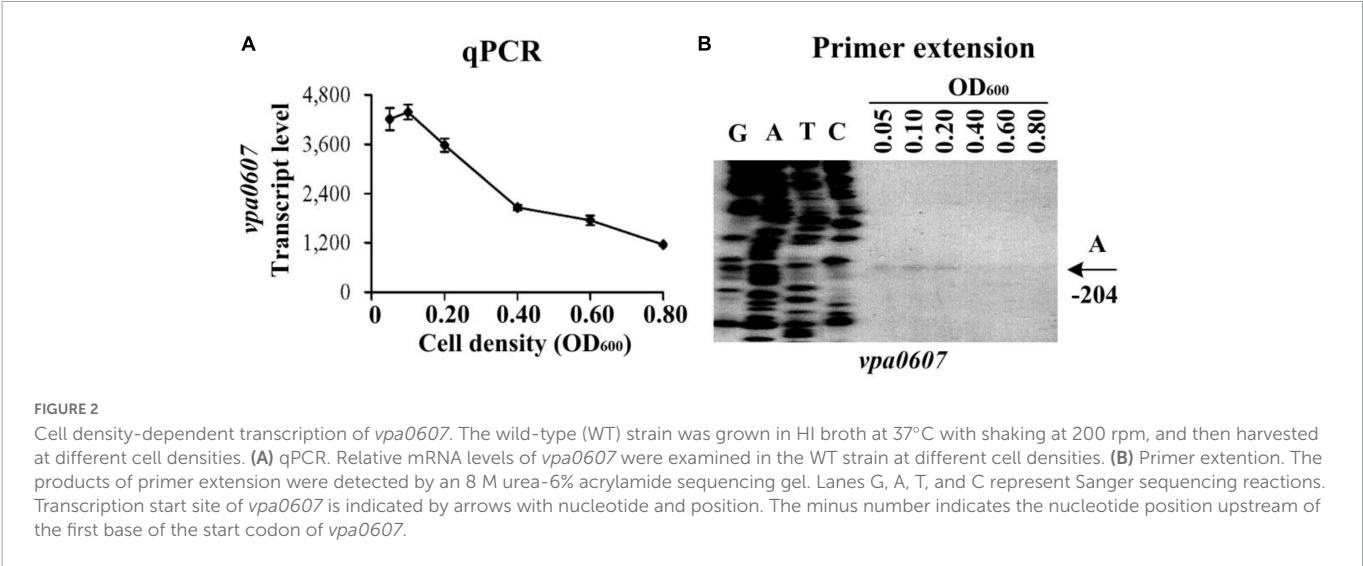 A
qPCR
vpa0607
Transcript level
4,800
3,600
2,400
1,200
0
0
0.20
0.40
0.60
0.80
Cell density (OD600)
B
Primer extension
OD600
G A T C
0.05
0.10
0.20
0.40
0.60
0.80
A
-204
vpa0607
FIGURE 2
Cell density-dependent transcription of vpa0607. The wild-type (WT) strain was grown in HI broth at 37°C with shaking at 200 rpm, and then harvested
at different cell densities. (A) qPCR. Relative mRNA levels of vpa0607 were examined in the WT strain at different cell densities. (B) Primer extention. The
products of primer extension were detected by an 8 M urea-6% acrylamide sequencing gel. Lanes G, A, T, and C represent Sanger sequencing reactions.
Transcription start site of vpa0607 is indicated by arrows with nucleotide and position. The minus number indicates the nucleotide position upstream of
the first base of the start codon of vpa0607.